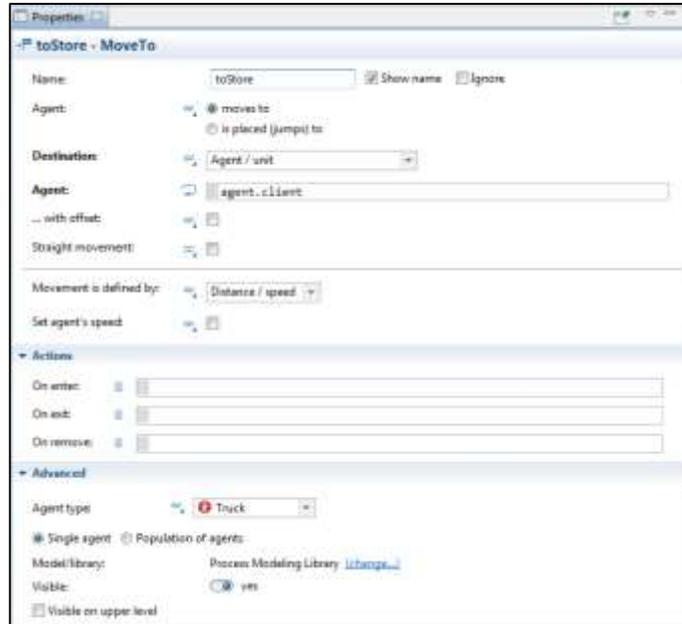 Properties
toStore - MoveTo
Name: toStore Show name Ignore
Agent: moves to
is placed (jumps) to
Destination: Agent / unit
Agent: agent.client
... with offset:
Straight movement:
Movement is defined by: Distance / speed
Set agent's speed:
Actions
On enter:
On exit:
On remove:
Advanced
Agent type: Truck
Single agent Population of agents
Model/library: Process Modeling Library (change...)
Visible: yes
Visible on upper level